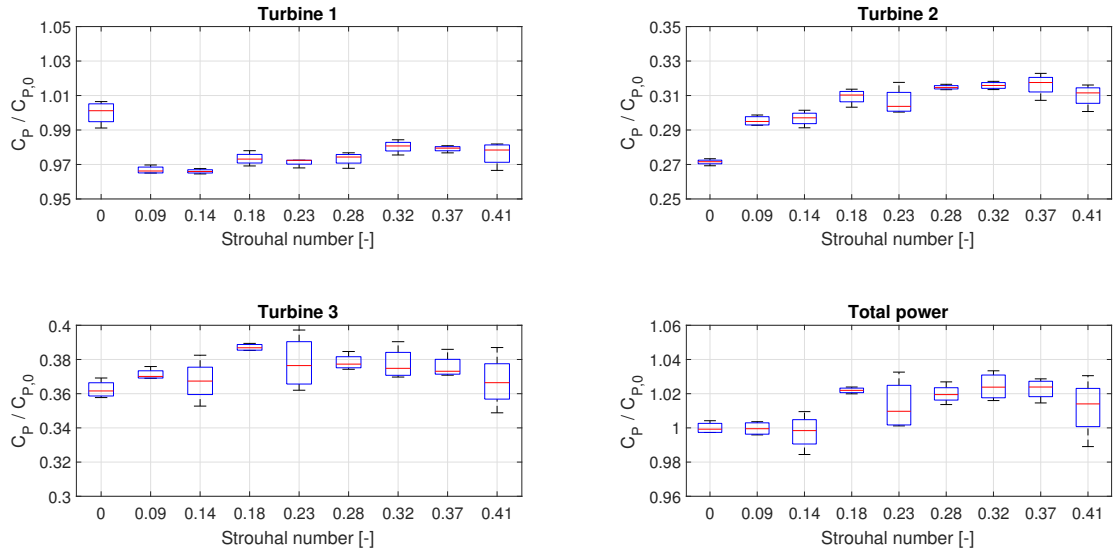 Turbine 1
C_P / C_{P,0}
1.05
1.03
1.01
0.99
0.97
0.95
0 0.09 0.14 0.18 0.23 0.28 0.32 0.37 0.41
Strouhal number [-]
Turbine 2
C_P / C_{P,0}
0.35
0.33
0.31
0.29
0.27
0.25
0 0.09 0.14 0.18 0.23 0.28 0.32 0.37 0.41
Strouhal number [-]
Turbine 3
C_P / C_{P,0}
0.4
0.38
0.36
0.34
0.32
0.3
0 0.09 0.14 0.18 0.23 0.28 0.32 0.37 0.41
Strouhal number [-]
Total power
C_P / C_{P,0}
1.06
1.04
1.02
1
0.98
0.96
0 0.09 0.14 0.18 0.23 0.28 0.32 0.37 0.41
Strouhal number [-]